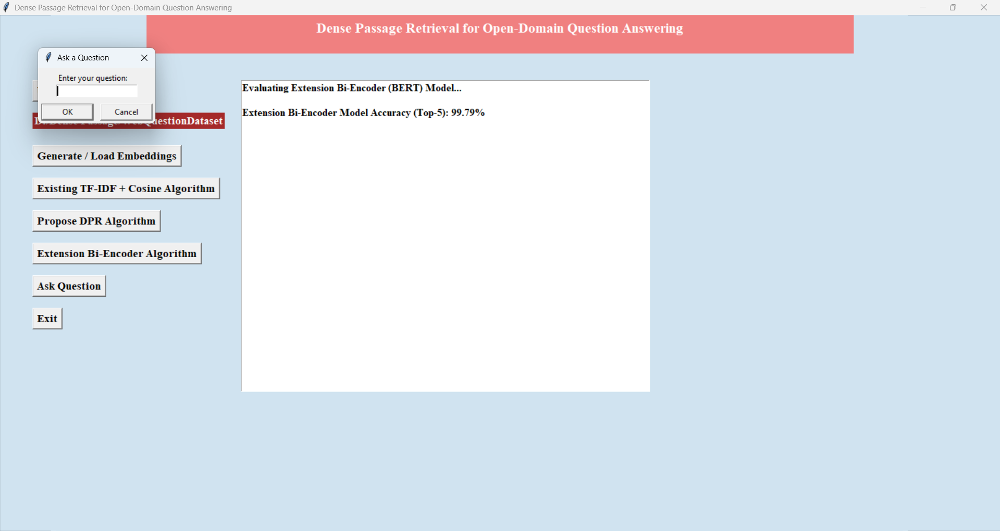 Dense Passage Retrieval for Open-Domain Question Answering
Dense Passage Retrieval for Open-Domain Question Answering
Ask a Question
Enter your question:
OK
Cancel
estionDataset
Generate / Load Embeddings
Existing TF-IDF + Cosine Algorithm
Propose DPR Algorithm
Extension Bi-Encoder Algorithm
Ask Question
Exit
Evaluating Extension Bi-Encoder (BERT) Model...
Extension Bi-Encoder Model Accuracy (Top-5): 99.79%